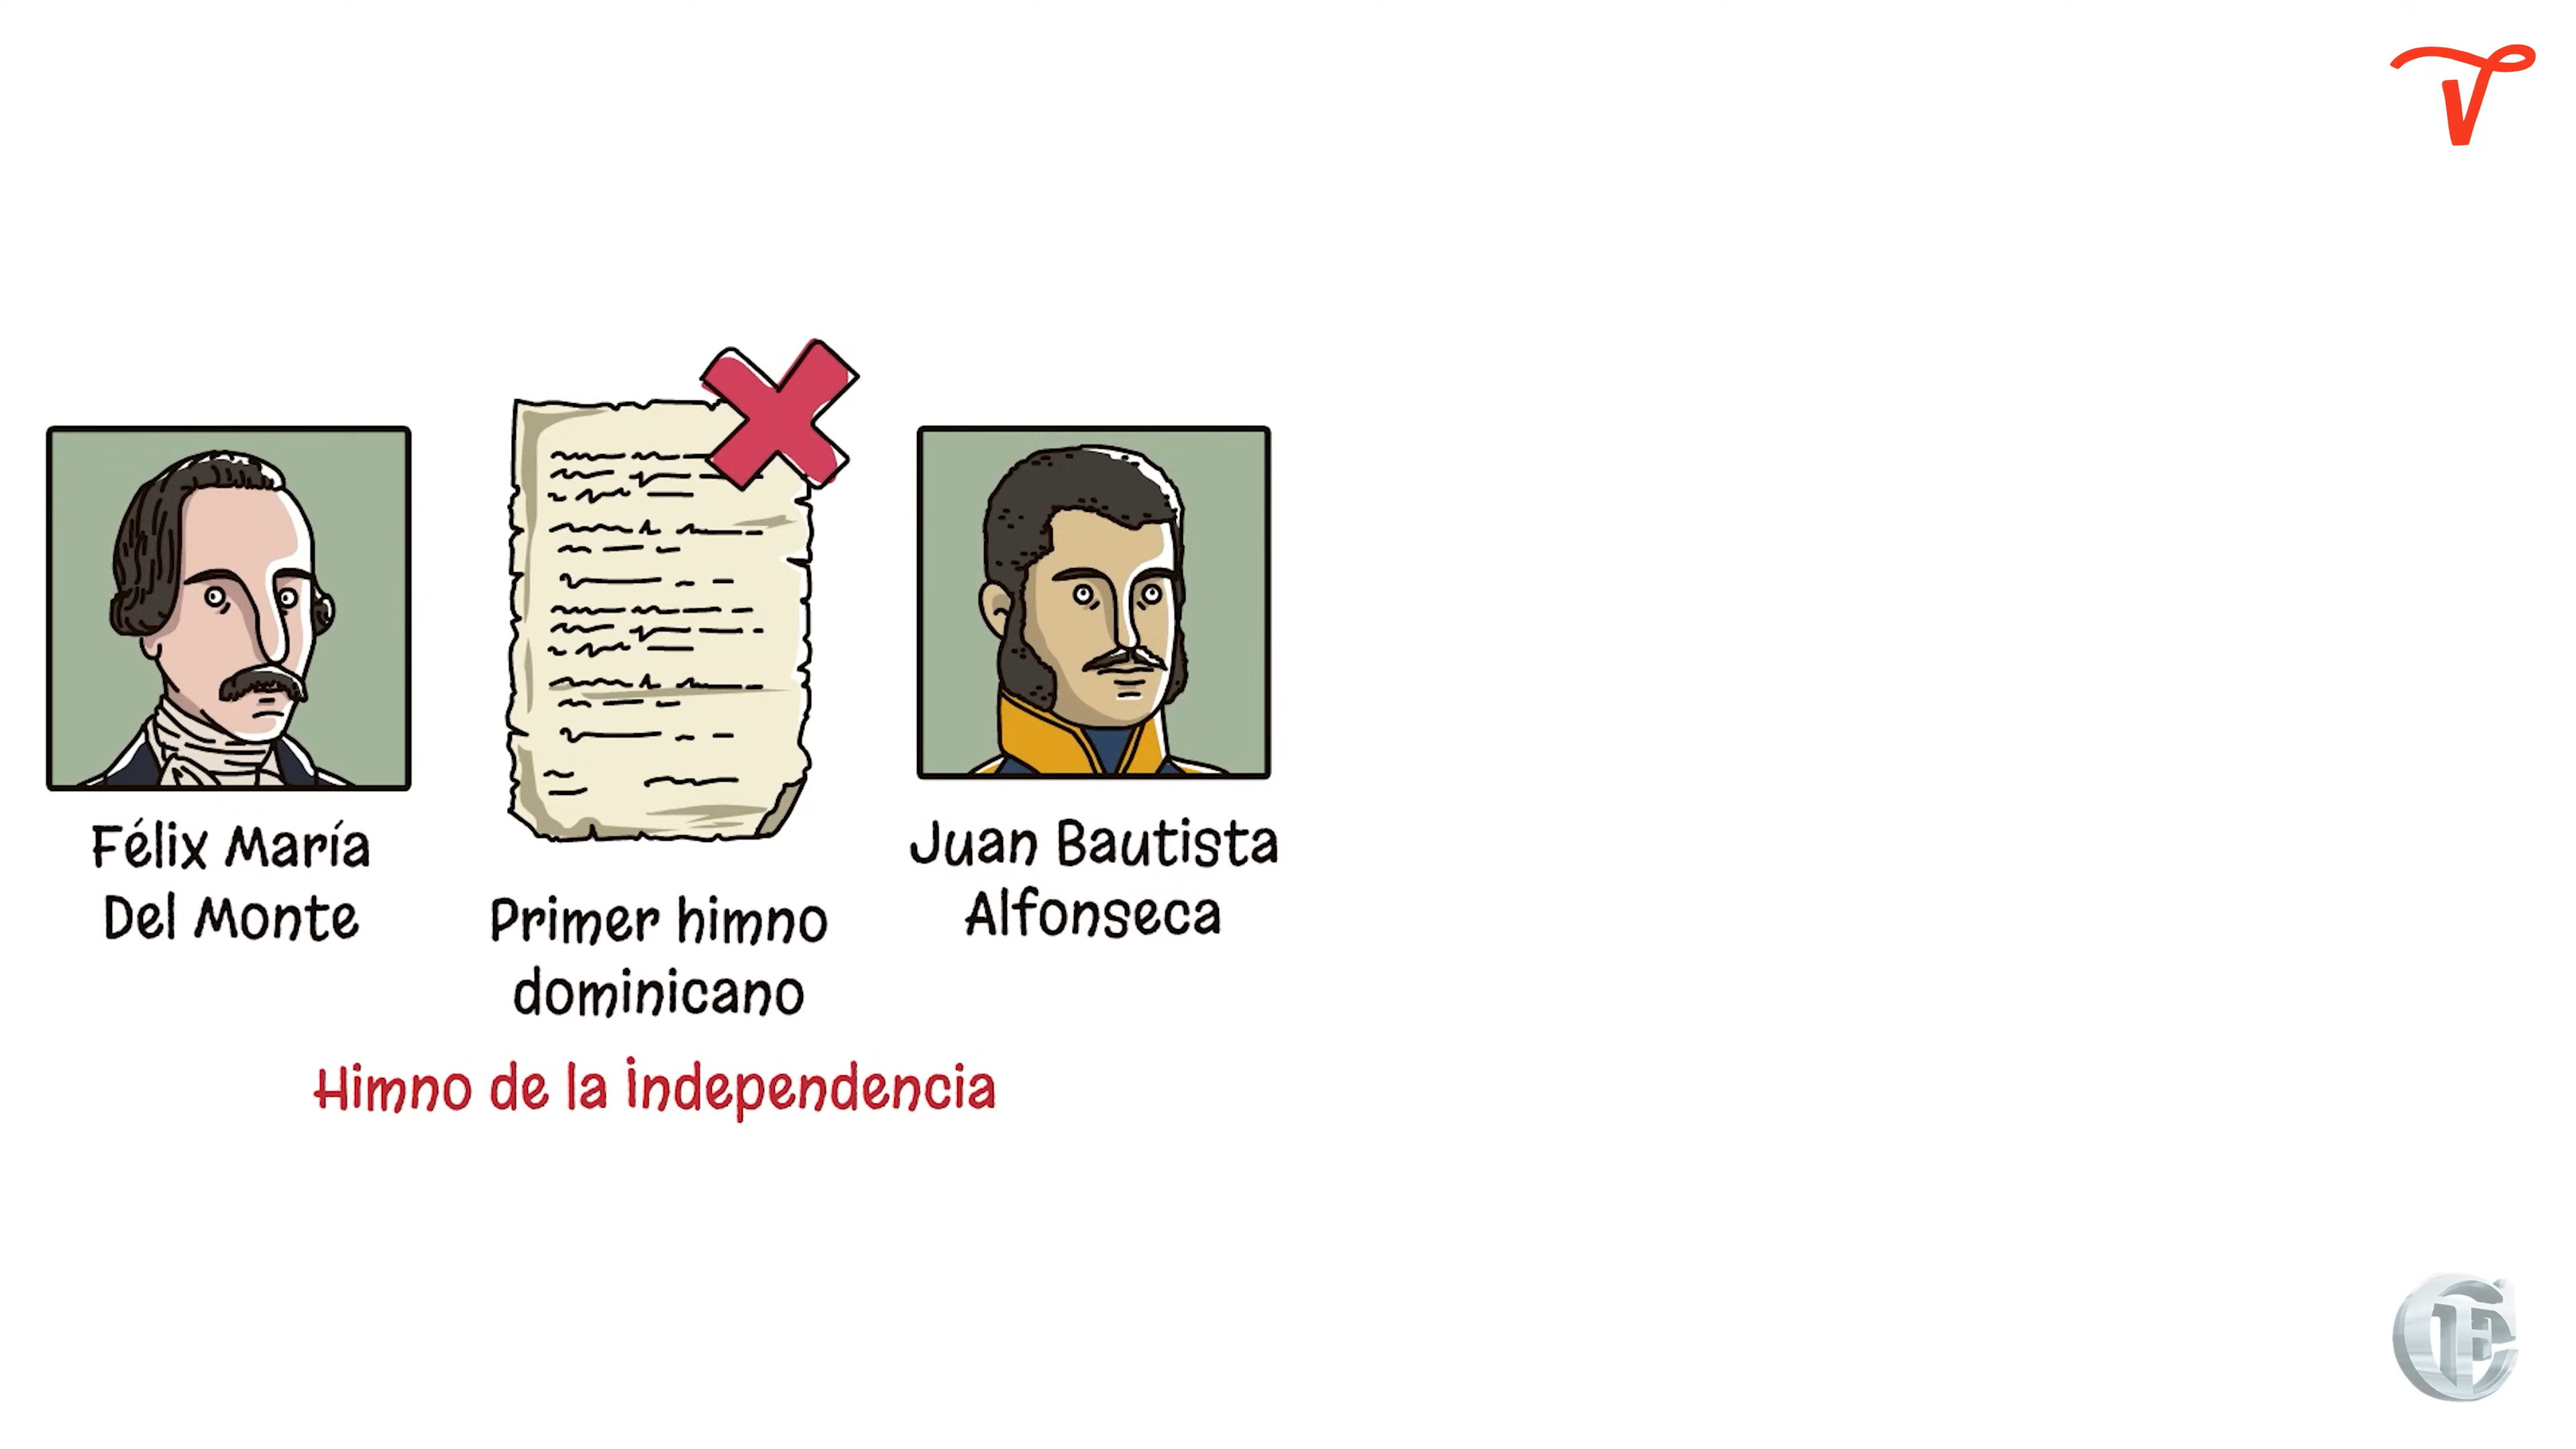 Félix María
Del Monte
Primer himno
dominicano
Juan Bautista
Alfonseca
Himno de la independencia